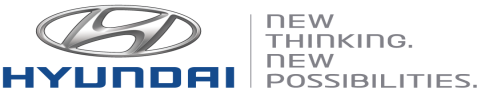 HYUNDAI
NEW
THINKING.
NEW
POSSIBILITIES.